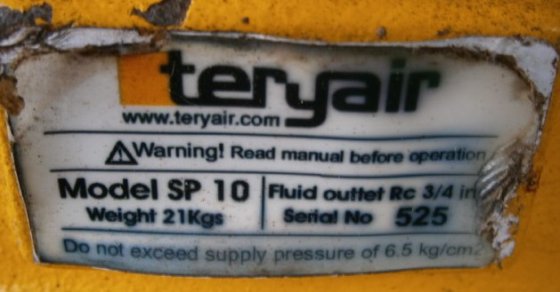 teryair
www.teryair.com
Warning! Read manual before operation
Model SP 10
Weight 21Kgs
Fluid outtet Rc 3/4 in
Serial No 525
Do not exceed supply pressure of 6.5 kg/cm2